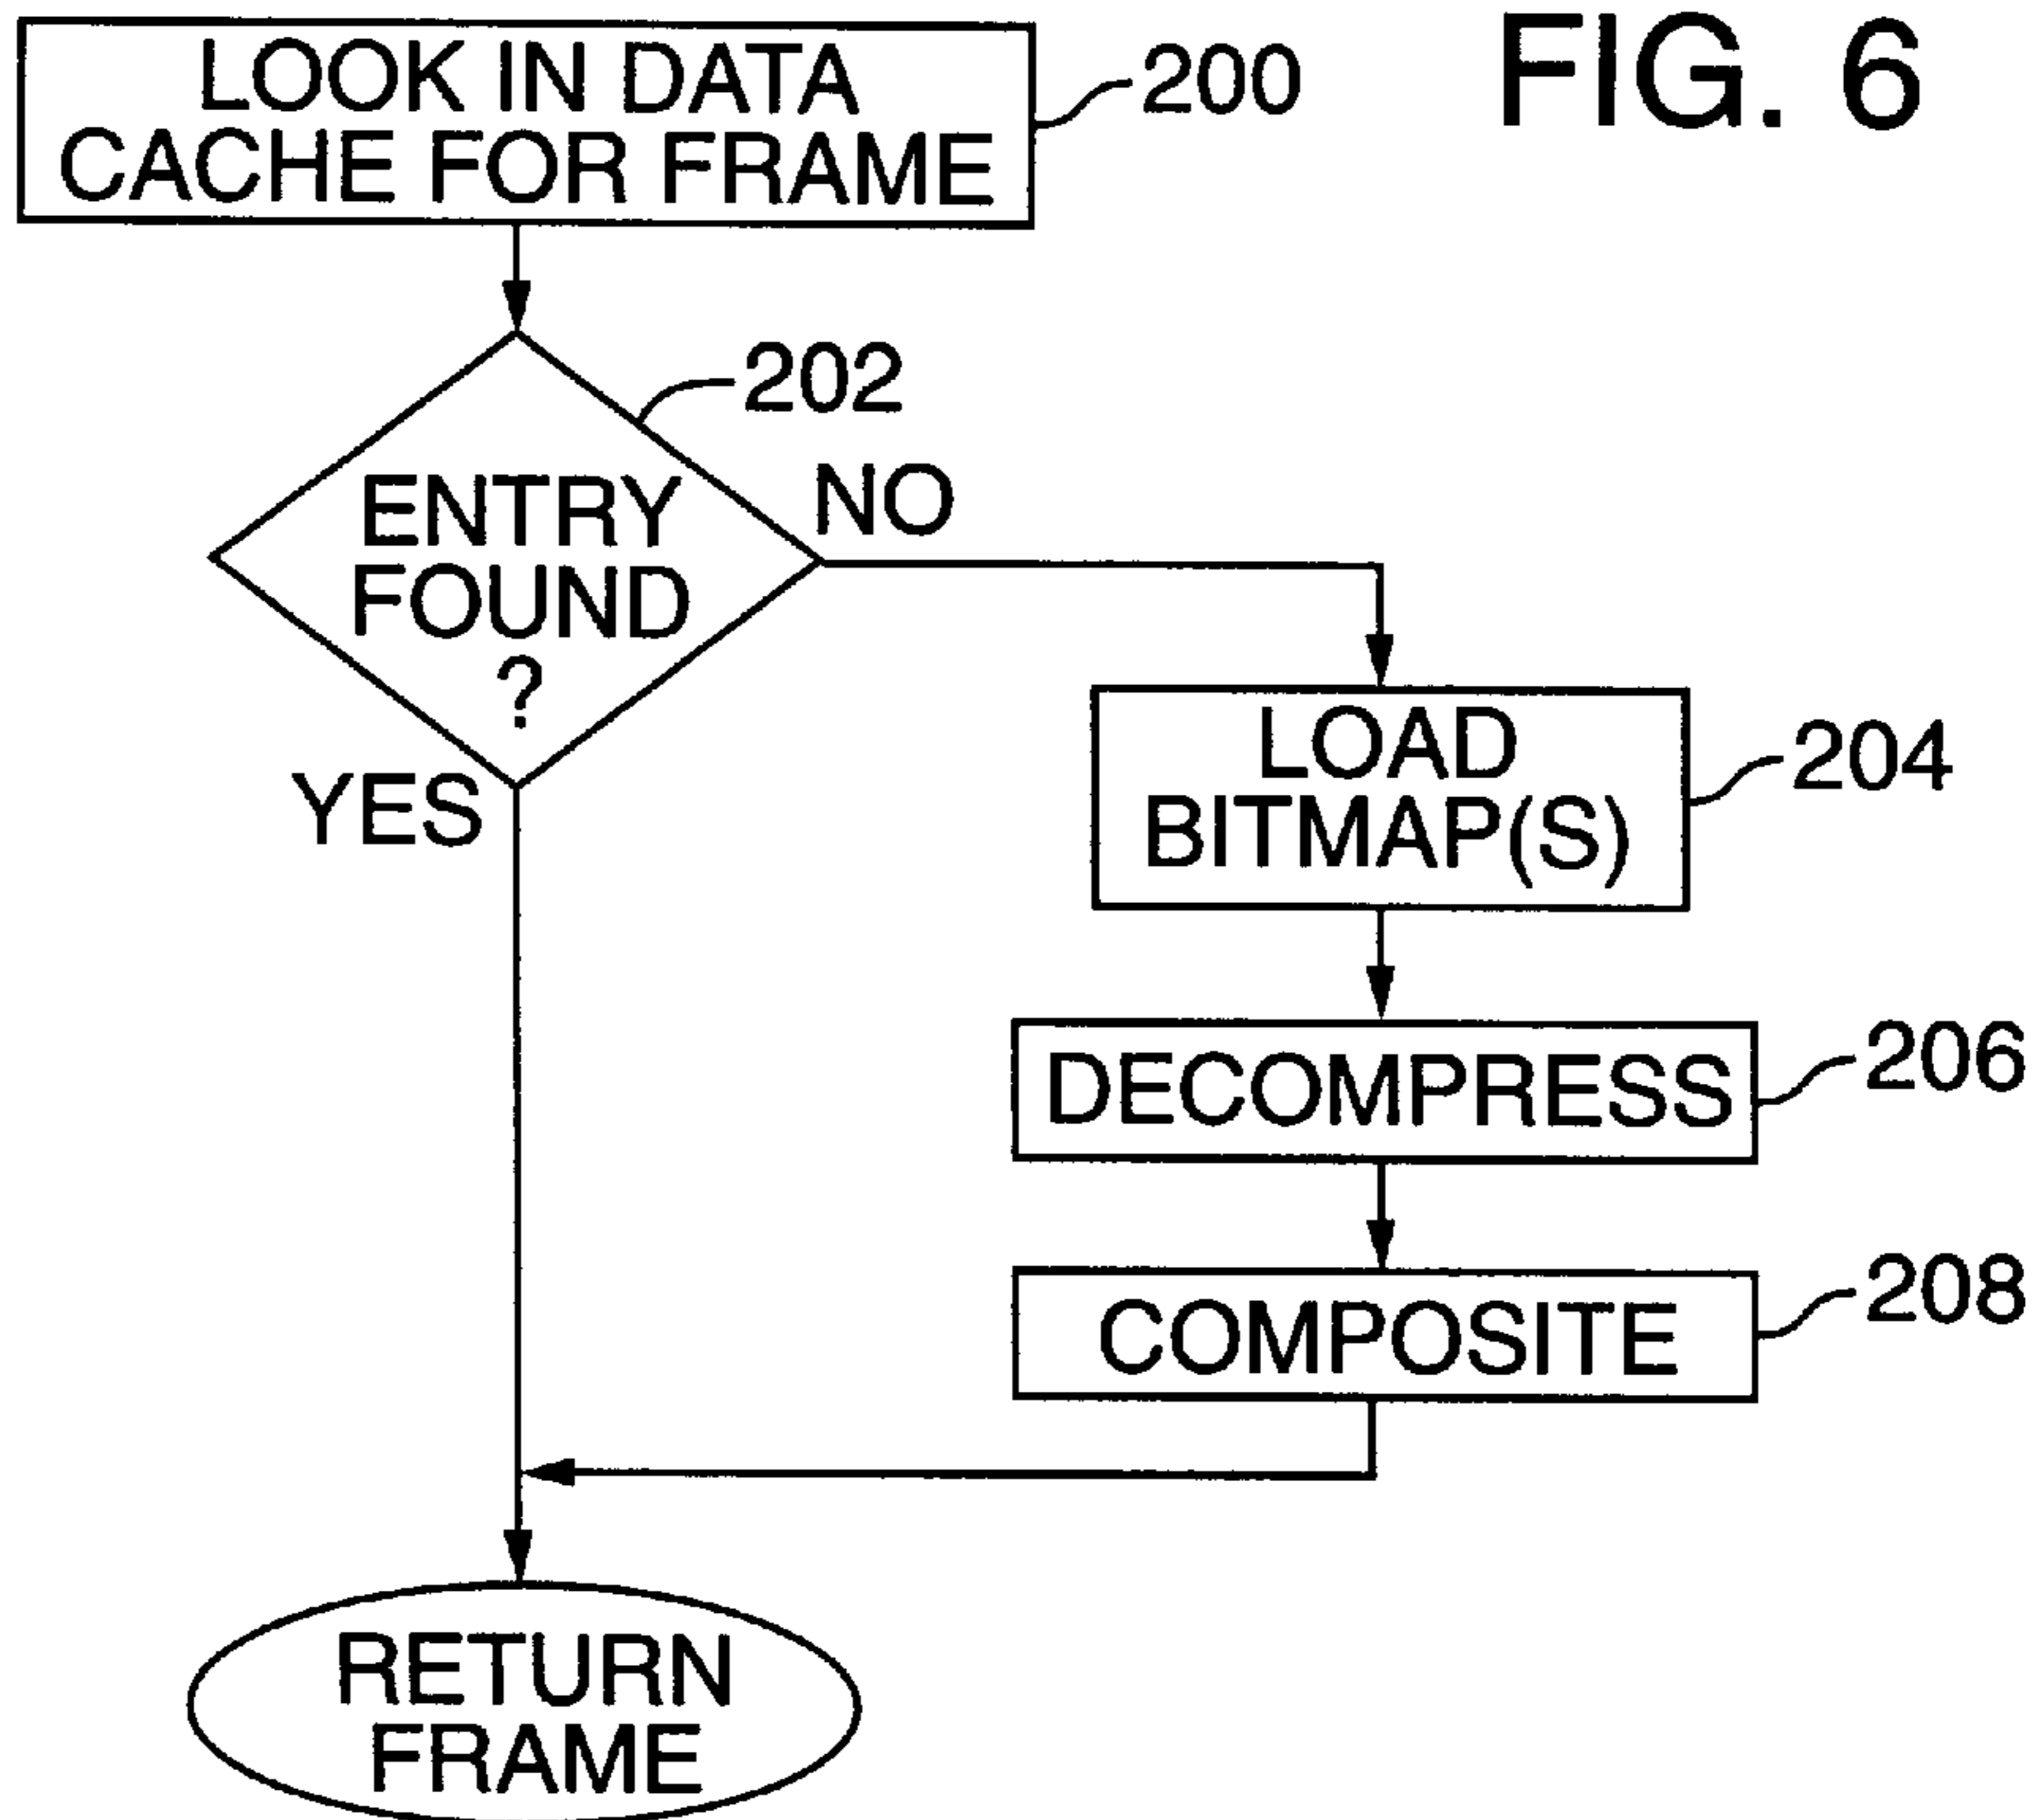 FIG. 6
LOOK IN DATA
CACHE FOR FRAME
200
202
ENTRY
FOUND
?
NO
YES
LOAD
BITMAP(S)
204
DECOMPRESS
206
COMPOSITE
208
RETURN
FRAME